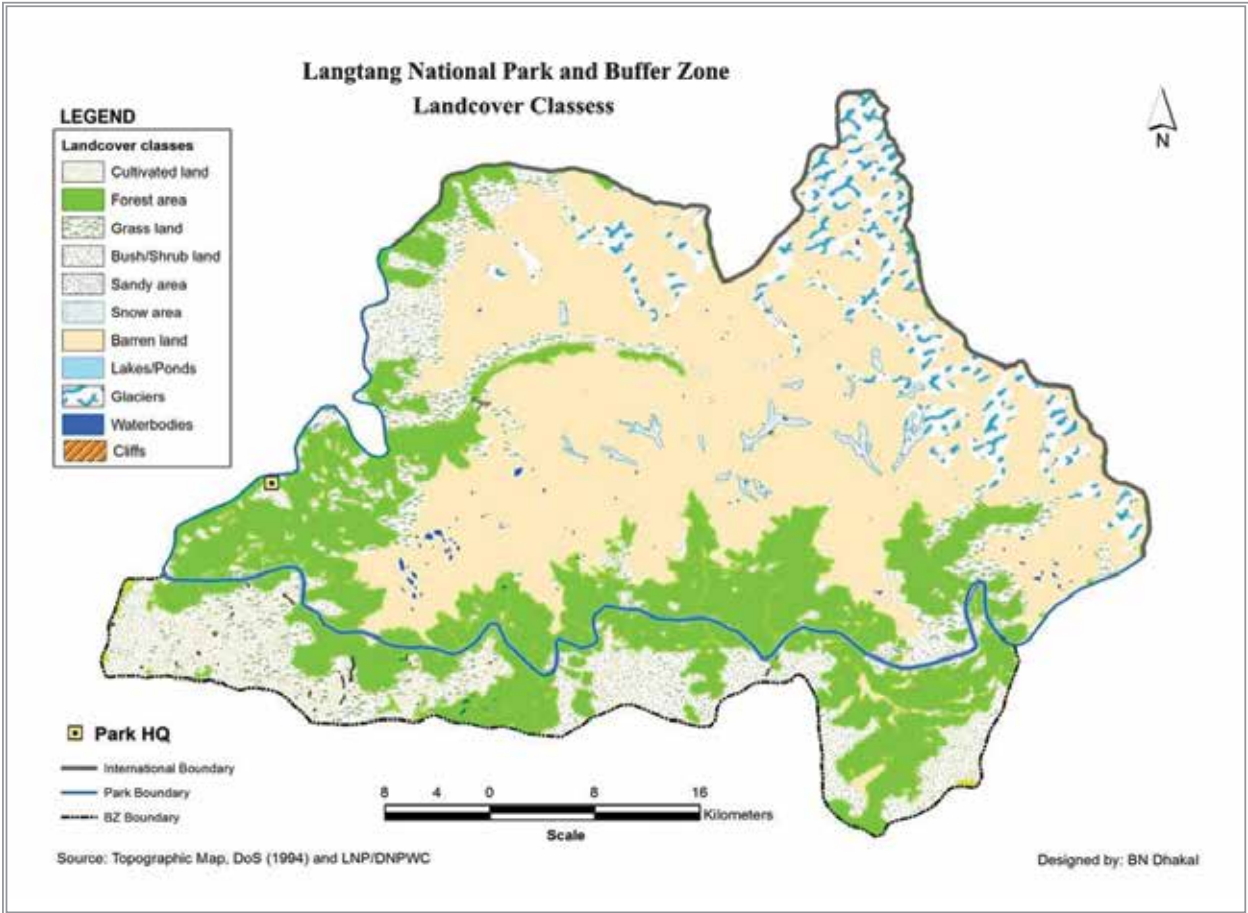 Langtang National Park and Buffer Zone
Landcover Classess
LEGEND
Landcover classes
Cultivated land
Forest area
Grass land
Bush/Shrub land
Sandy area
Snow area
Barren land
Lakes/Ponds
Glaciers
Waterbodies
Cliffs
N
Park HQ
International Boundary
Park Boundary
BZ Boundary
8 4 0 8 16
Kilometers
Scale
Source: Topographic Map, DoS (1994) and LNP/DNPWC
Designed by: BN Dhakal